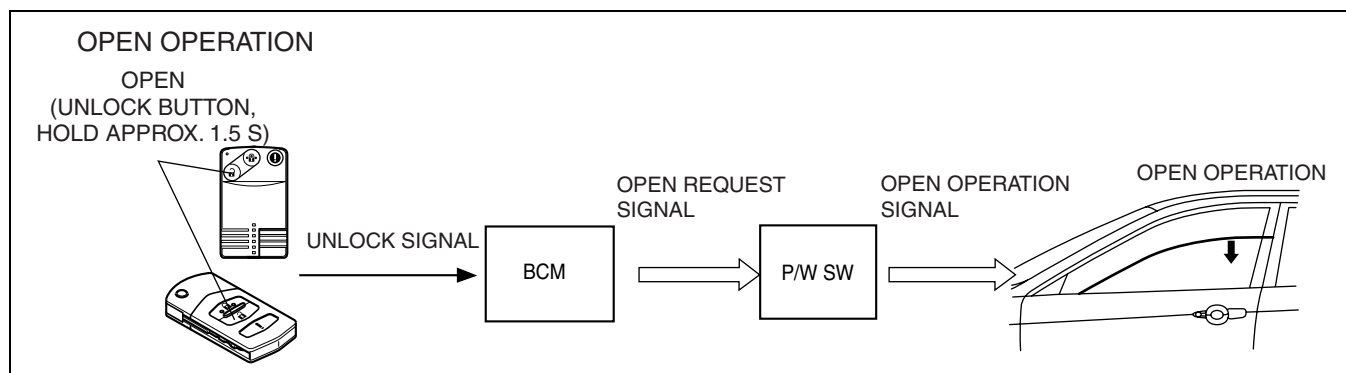 OPEN OPERATION
OPEN
(UNLOCK BUTTON,
HOLD APPROX. 1.5 S)
UNLOCK SIGNAL
BCM
OPEN REQUEST
SIGNAL
P/W SW
OPEN OPERATION
SIGNAL
OPEN OPERATION